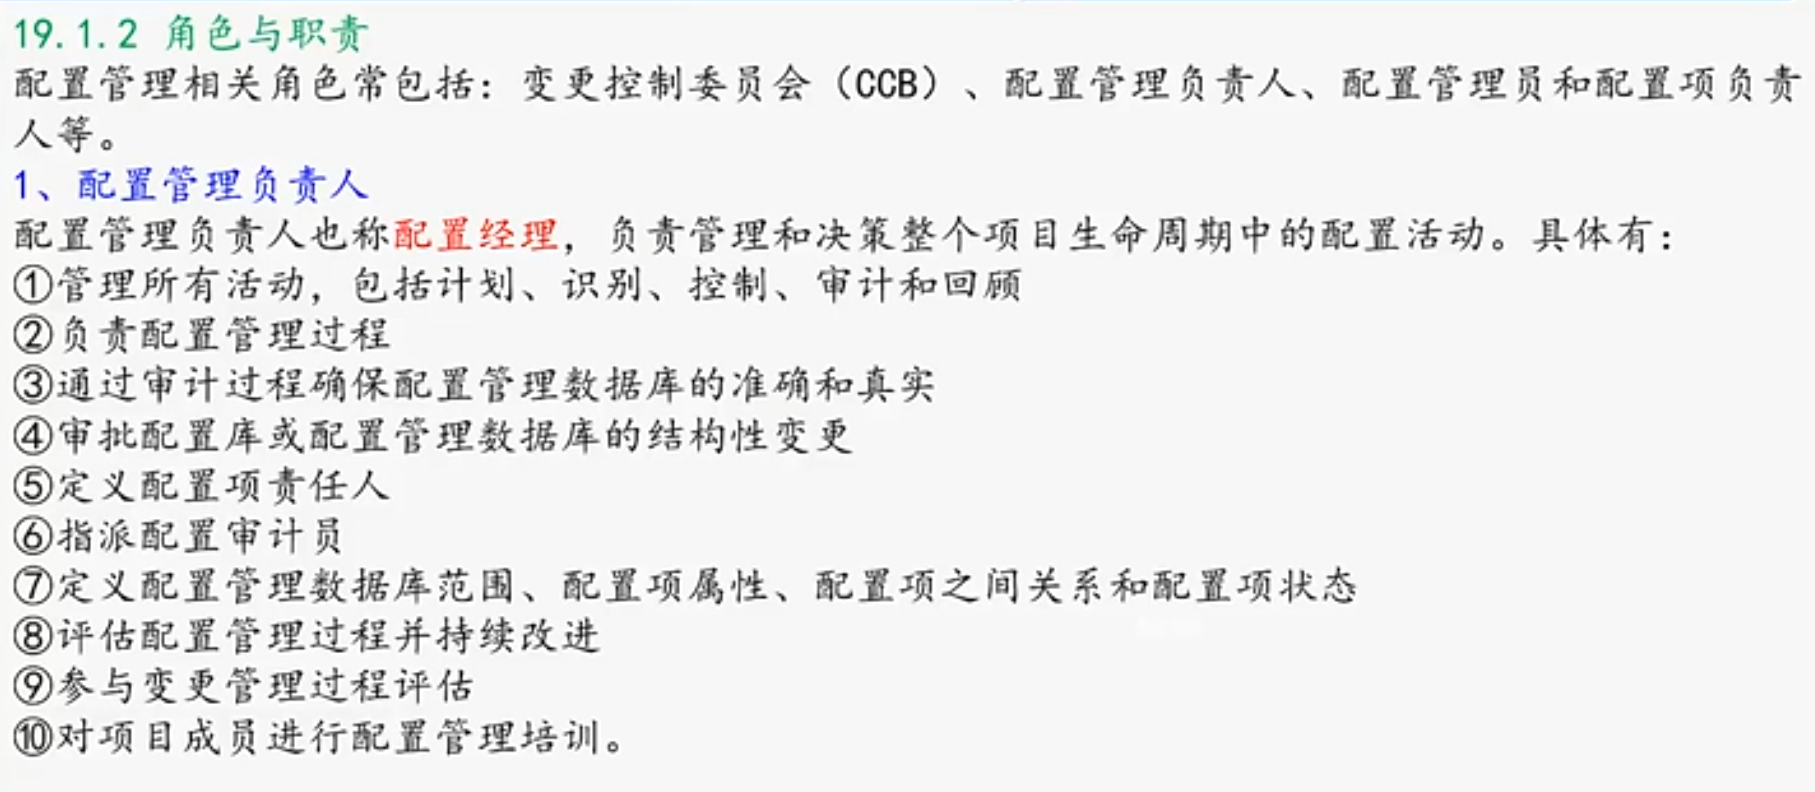 19.1.2 角色与职责
配置管理相关角色常包括：变更控制委员会（CCB）、配置管理负责人、配置管理员和配置项负责
人等。
1、配置管理负责人
配置管理负责人也称配置经理，负责管理和决策整个项目生命周期中的配置活动。具体有：
①管理所有活动，包括计划、识别、控制、审计和回顾
②负责配置管理过程
③通过审计过程确保配置管理数据库的准确和真实
④审批配置库或配置管理数据库的结构性变更
⑤定义配置项责任人
⑥指派配置审计员
⑦定义配置管理数据库范围、配置项属性、配置项之间关系和配置项状态
⑧评估配置管理过程并持续改进
⑨参与变更管理过程评估
⑩对项目成员进行配置管理培训。